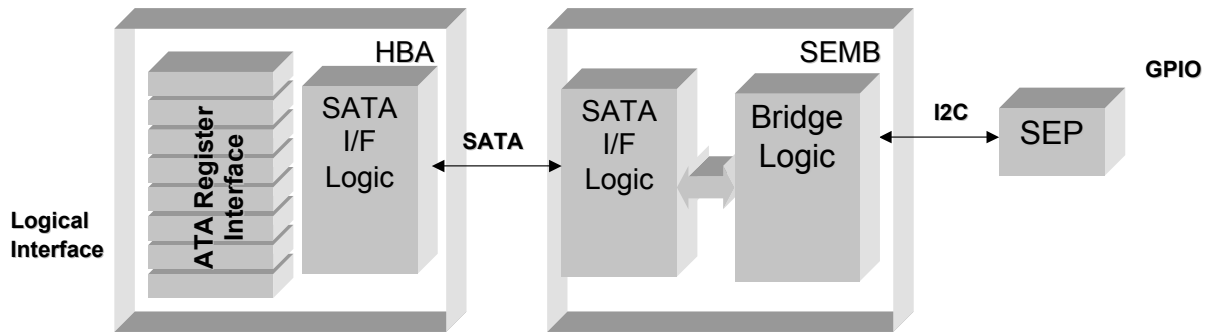 HBA
ATA Register
Interface
SATA
I/F
Logic
Logical
Interface
SATA
SEMB
SATA
I/F
Logic
Bridge
Logic
I2C
SEP
GPIO